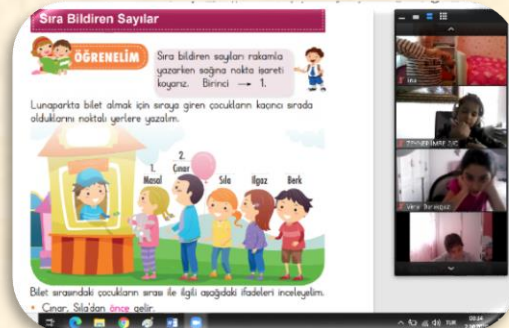 Sıra Bildiren Sayılar
ÖĞRENELİM
Sıra bildiren sayıları rakamla
yazarken sağına nokta işareti
koyarız. Birinci → 1.
Lunaparkta bilet almak için sıraya giren çocukların kaçıncı sırada
olduklarını noktalı yerlere yazalım.
1.
Masal
2.
Çınar
Sıla
Ilgaz
Berk
Bilet sırasındaki çocukların sırası ile ilgili aşağıdaki ifadeleri inceleyelim.
• Çınar, Sıla'dan önce gelir.
TUR